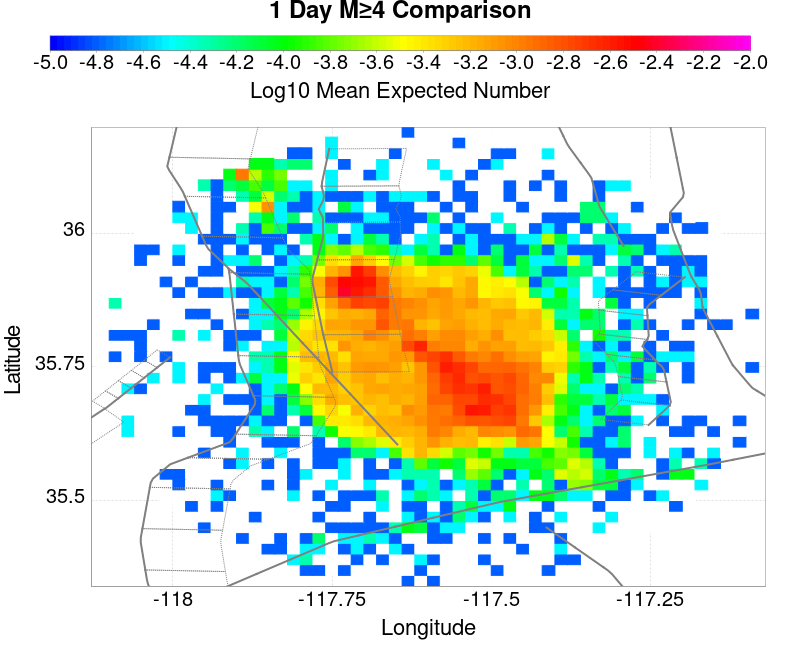 1 Day M≥4 Comparison
-5.0 -4.8 -4.6 -4.4 -4.2 -4.0 -3.8 -3.6 -3.4 -3.2 -3.0 -2.8 -2.6 -2.4 -2.2 -2.0
Log10 Mean Expected Number
36
35.75
35.5
Latitude
-118 -117.75 -117.5 -117.25
Longitude